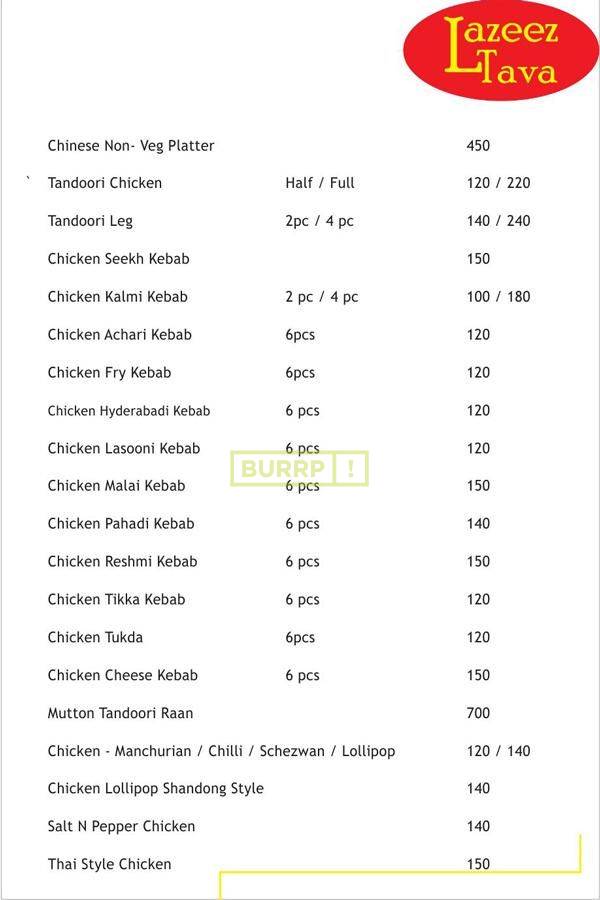 Lazeez
Tava
Chinese Non- Veg Platter 450
` Tandoori Chicken Half / Full 120 / 220
Tandoori Leg 2pc / 4 pc 140 / 240
Chicken Seekh Kebab 150
Chicken Kalmi Kebab 2 pc / 4 pc 100 / 180
Chicken Achari Kebab 6pcs 120
Chicken Fry Kebab 6pcs 120
Chicken Hyderabadi Kebab 6 pcs 120
Chicken Lasooni Kebab 6 pcs 120
BURRP !
Chicken Malai Kebab 6 pcs 150
Chicken Pahadi Kebab 6 pcs 140
Chicken Reshmi Kebab 6 pcs 150
Chicken Tikka Kebab 6 pcs 120
Chicken Tukda 6pcs 120
Chicken Cheese Kebab 6 pcs 150
Mutton Tandoori Raan 700
Chicken - Manchurian / Chilli / Schezwan / Lollipop 120 / 140
Chicken Lollipop Shandong Style 140
Salt N Pepper Chicken 140
Thai Style Chicken 150